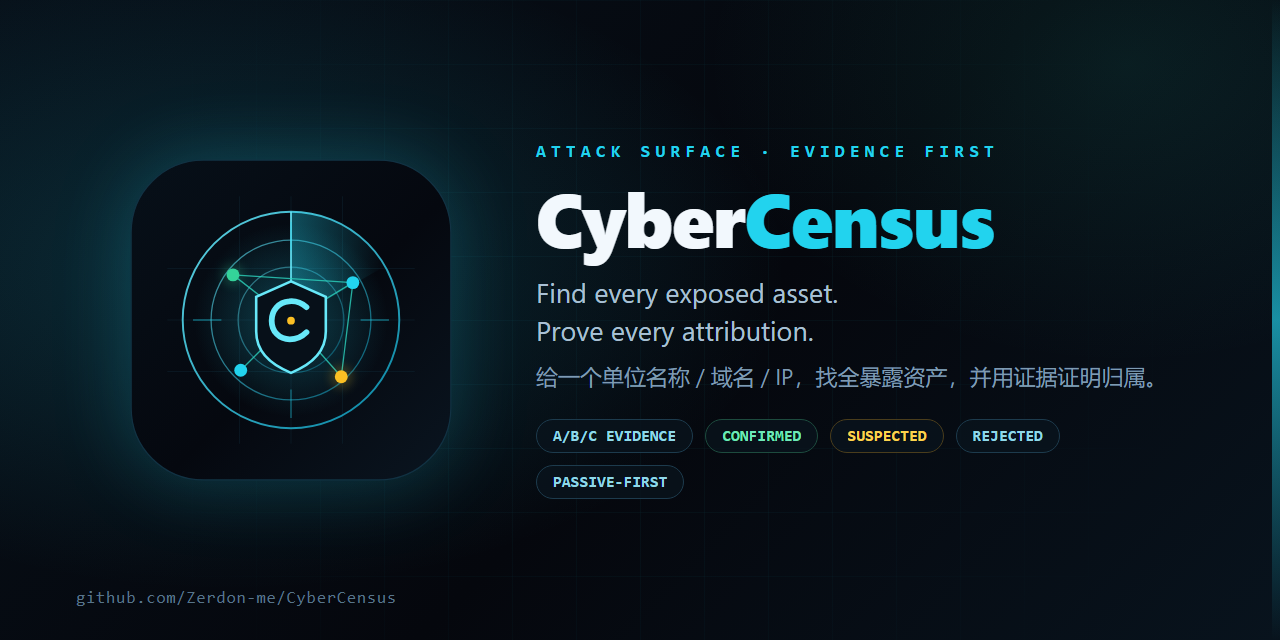 ATTACK SURFACE · EVIDENCE FIRST
CyberCensus
Find every exposed asset.
Prove every attribution.
给一个单位名称 / 域名 / IP，找全暴露资产，并用证据证明归属。
A/B/C EVIDENCE CONFIRMED SUSPECTED REJECTED
PASSIVE-FIRST
github.com/Zerdon-me/CyberCensus